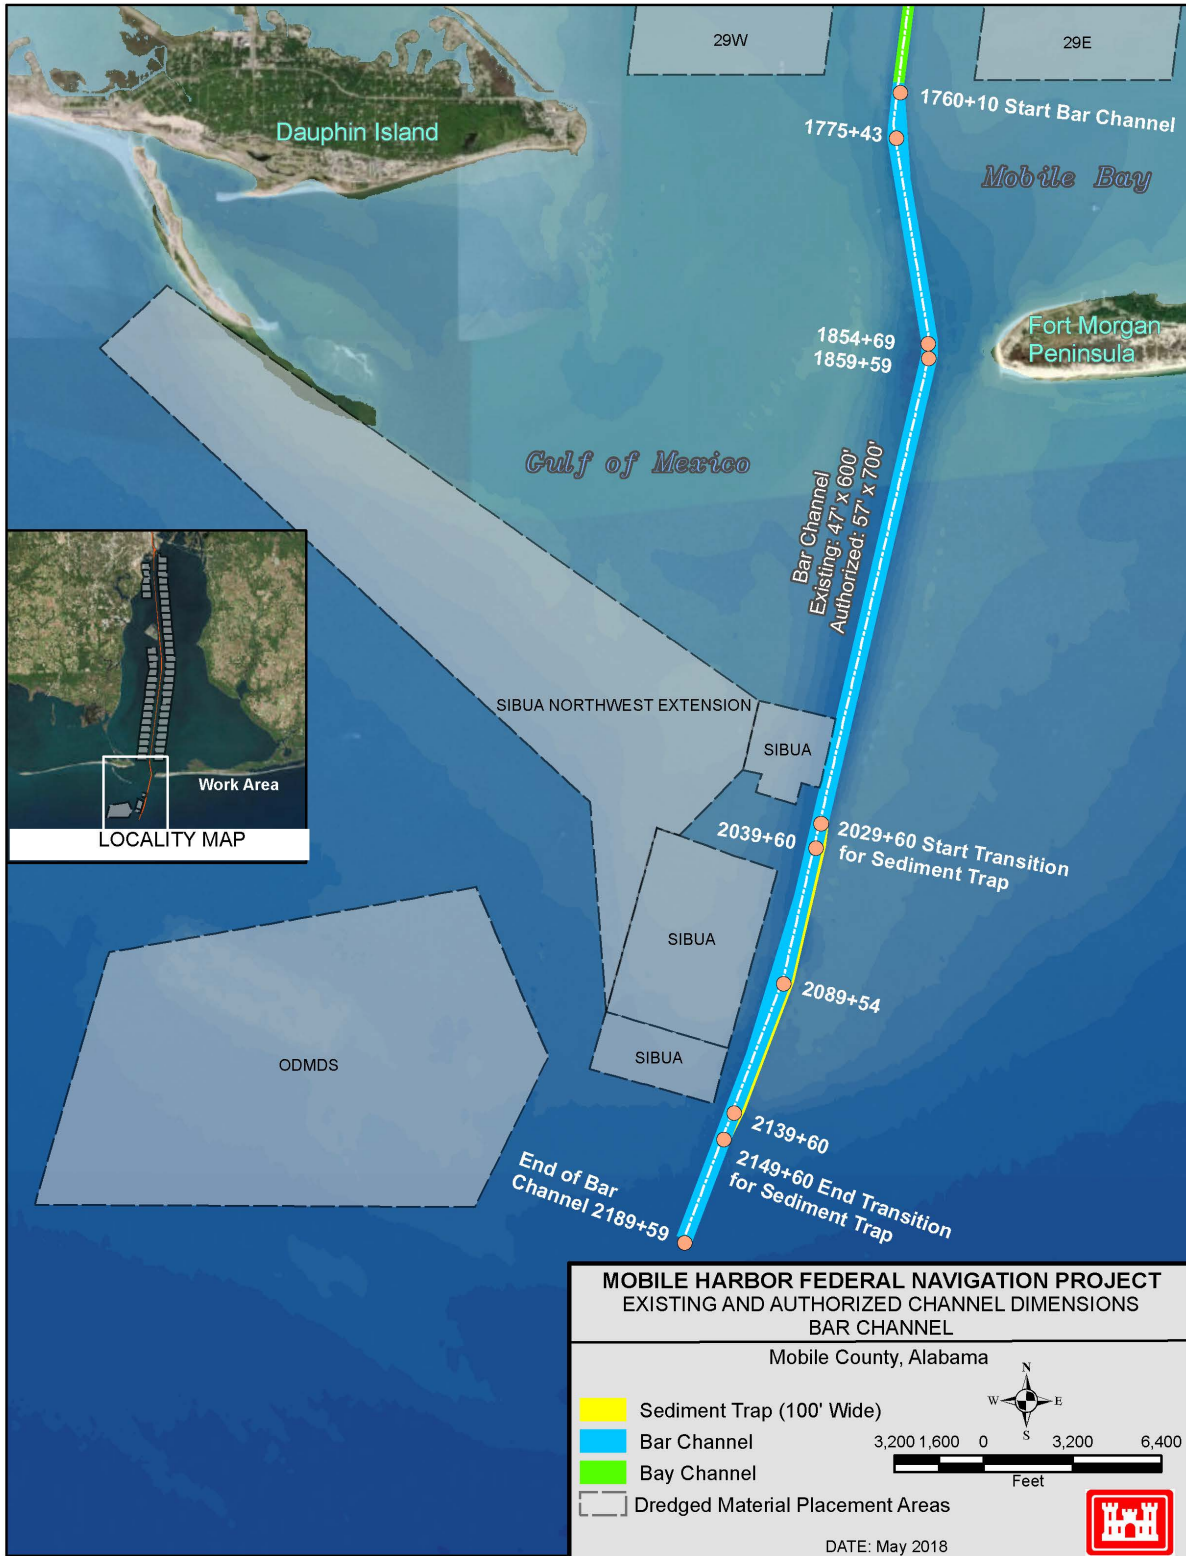 29W
29E
1760+10 Start Bar Channel
1775+43
Dauphin Island
Mobile Bay
Fort Morgan
Peninsula
1854+69
1859+59
Gulf of Mexico
Bar Channel
Existing: 47' x 600'
Authorized: 57' x 700'
SIBUA NORTHWEST EXTENSION
SIBUA
Work Area
LOCALITY MAP
2039+60
2029+60 Start Transition
for Sediment Trap
SIBUA
2089+54
SIBUA
ODMDS
2139+60
2149+60 End Transition
for Sediment Trap
End of Bar
Channel 2189+59
MOBILE HARBOR FEDERAL NAVIGATION PROJECT
EXISTING AND AUTHORIZED CHANNEL DIMENSIONS
BAR CHANNEL
Mobile County, Alabama
N
W E
S
Sediment Trap (100' Wide)
Bar Channel
Bay Channel
Dredged Material Placement Areas
3,200 1,600 0 3,200 6,400
Feet
DATE: May 2018